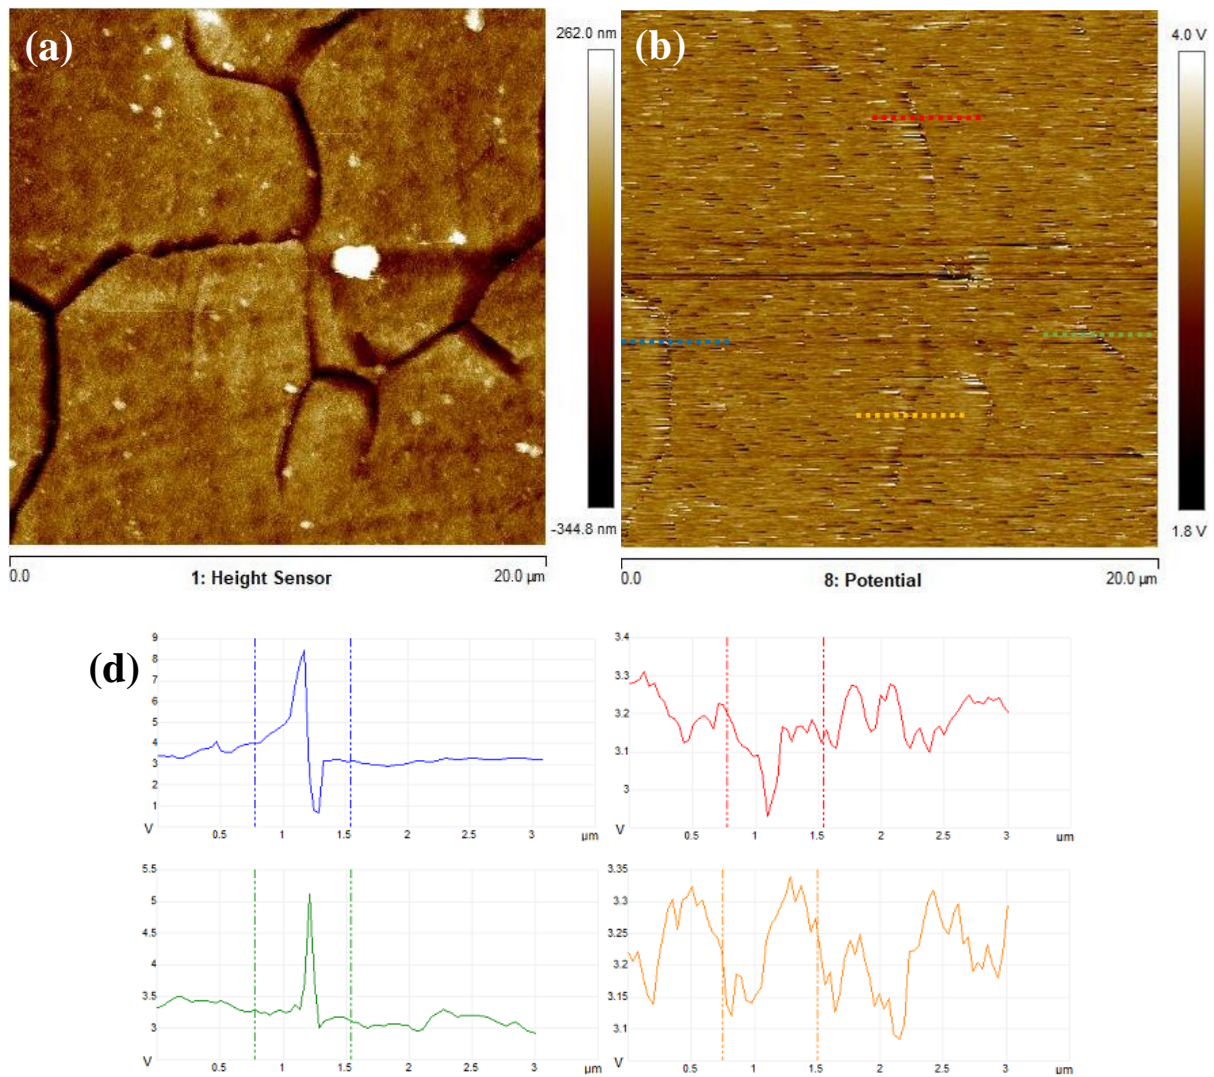 (a)
262.0 nm
-344.8 nm
0.0
1: Height Sensor
20.0 µm
(b)
4.0 V
1.8 V
0.0
8: Potential
20.0 µm
(d)
9
8
7
6
5
4
3
2
1
V
0.5
1
1.5
2
2.5
3
µm
3.4
3.3
3.2
3.1
3
V
0.5
1
1.5
2
2.5
3
µm
5.5
5
4.5
4
3.5
3
V
0.5
1
1.5
2
2.5
3
µm
3.35
3.3
3.25
3.2
3.15
3.1
V
0.5
1
1.5
2
2.5
3
µm